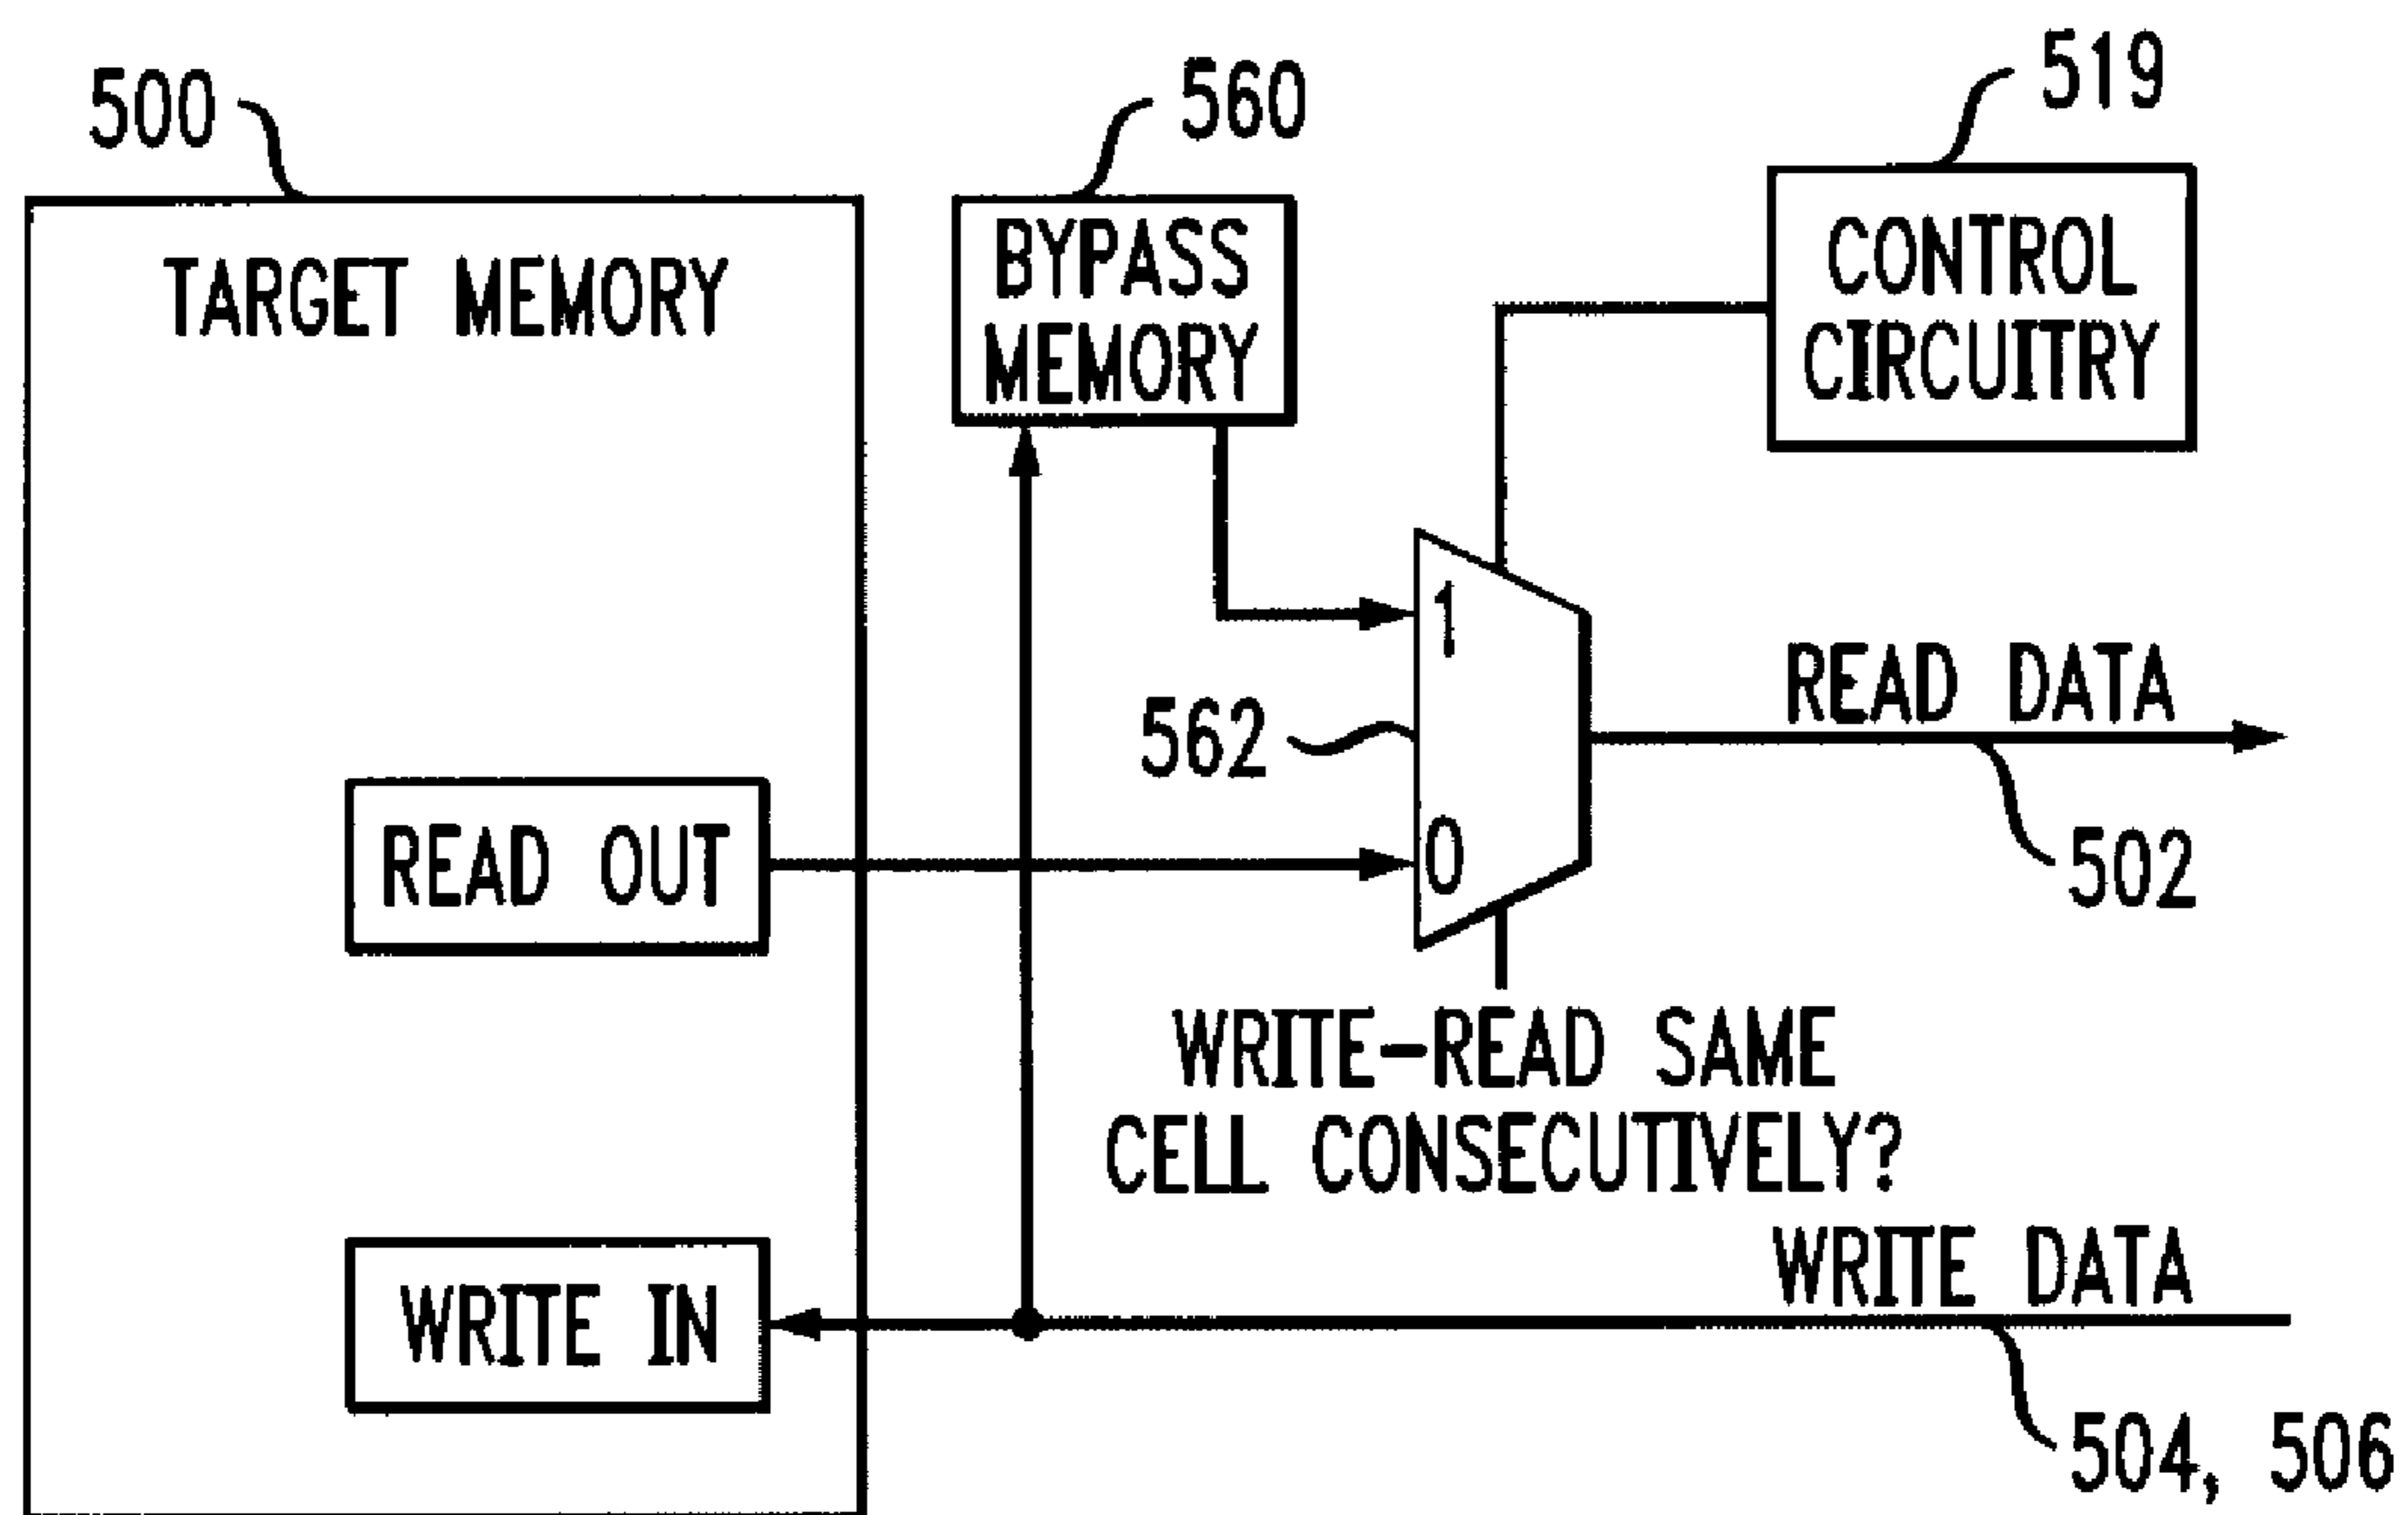 500
560
519
TARGET MEMORY
BYPASS
MEMORY
CONTROL
CIRCUITRY
1
562
READ DATA
READ OUT
0
502
WRITE-READ SAME
CELL CONSECUTIVELY?
WRITE DATA
WRITE IN
504, 506